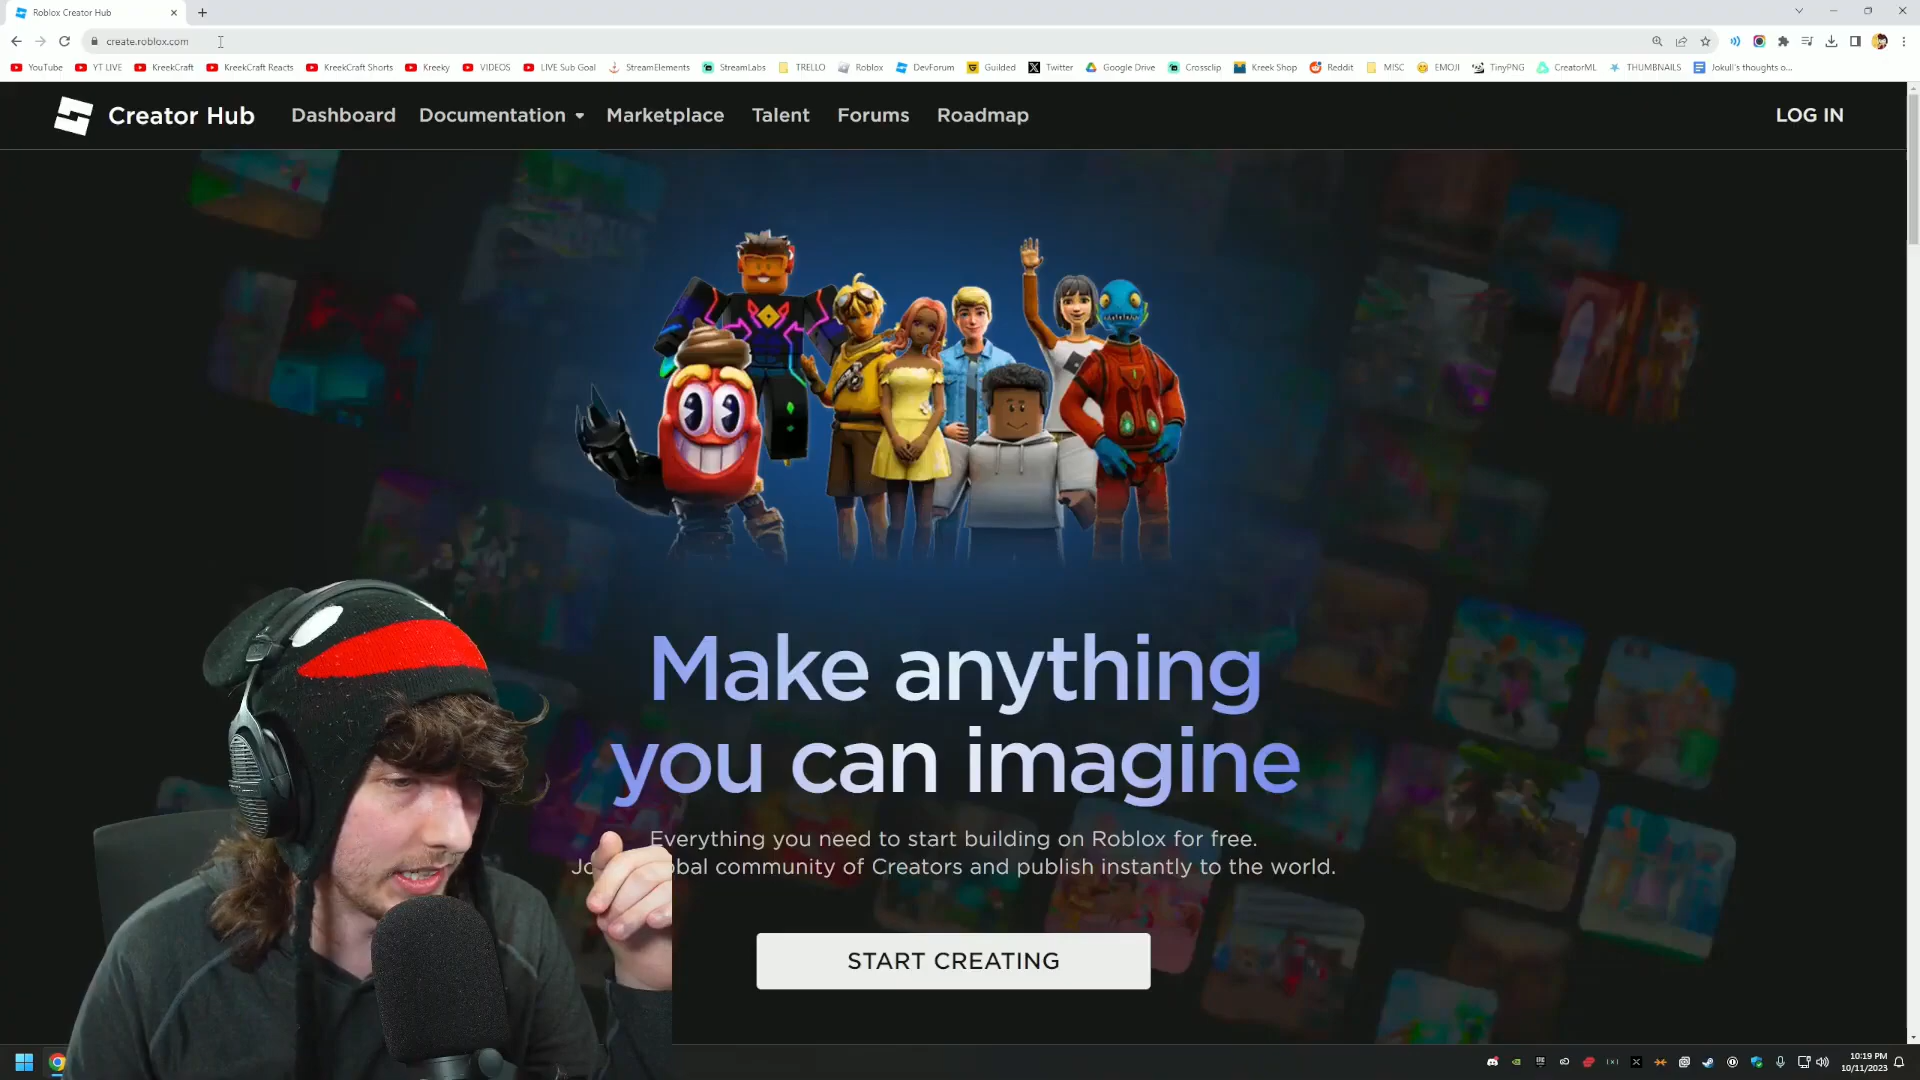 Roblox Creator Hub
create.roblox.com
YouTube YT LIVE KreekCraft KreekCraft Reacts KreekCraft Shorts Kreeky VIDEOS LIVE Sub Goal StreamElements StreamLabs TRELLO Roblox DevForum Guilded Twitter Google Drive Crossclip Kreek Shop Reddit MISC EMOJI TinyPNG CreatorML THUMBNAILS Jokull's thoughts o...
Creator Hub Dashboard Documentation Marketplace Talent Forums Roadmap LOG IN
Make anything
you can imagine
Everything you need to start building on Roblox for free.
community of Creators and publish instantly to the world.
START CREATING
10:19 PM
10/11/2023